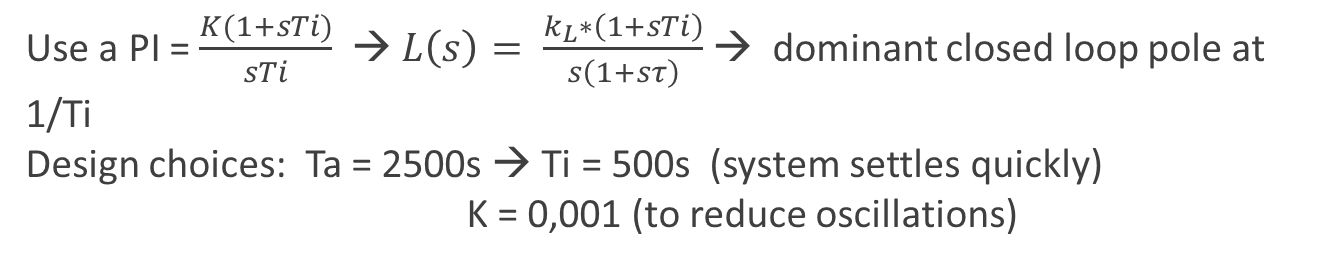 Use a PI = K(1+sTi)/sTi → L(s) = k_L*(1+sTi)/s(1+sτ) → dominant closed loop pole at
1/Ti
Design choices: Ta = 2500s → Ti = 500s (system settles quickly)
K = 0,001 (to reduce oscillations)